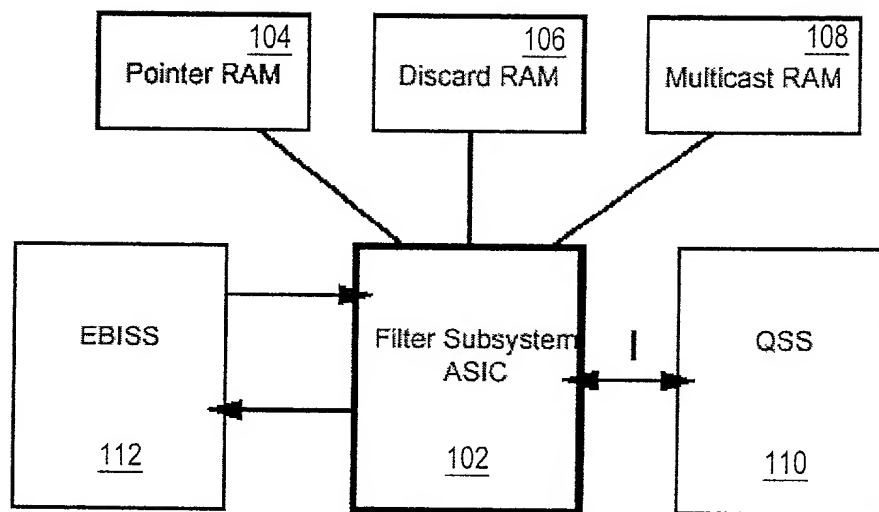 104
Pointer RAM
106
Discard RAM
108
Multicast RAM
EBISS
112
Filter Subsystem
ASIC
102
I
QSS
110